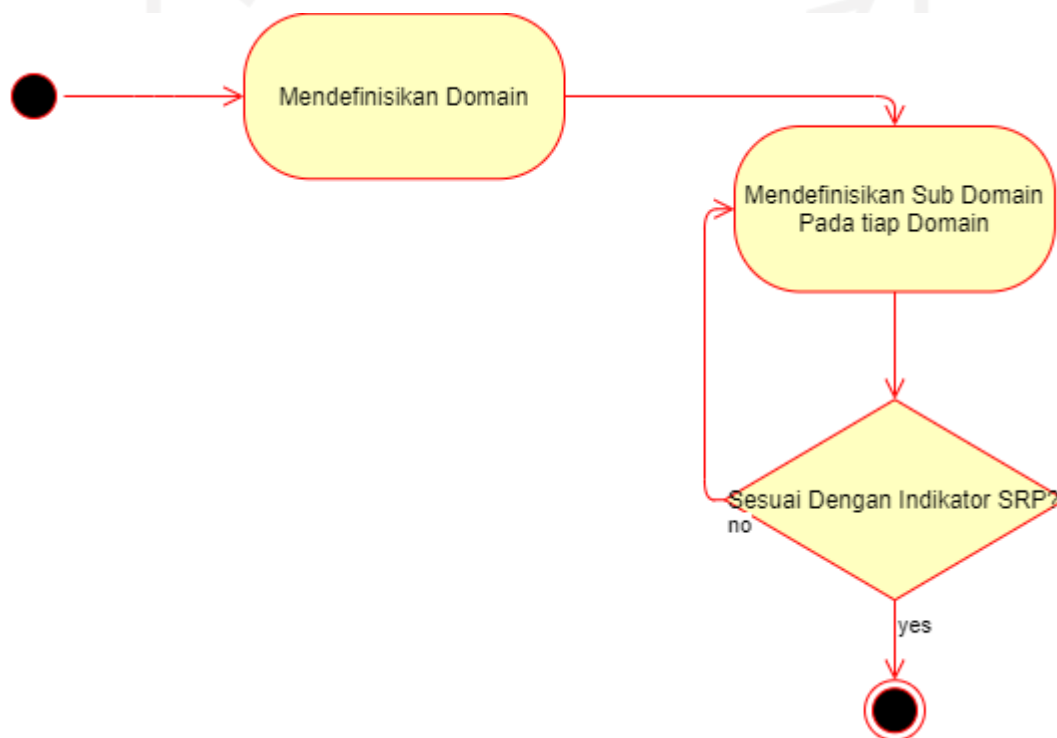 Mendefinisikan Domain
Mendefinisikan Sub Domain
Pada tiap Domain
Sesuai Dengan Indikator SRP?
no
yes